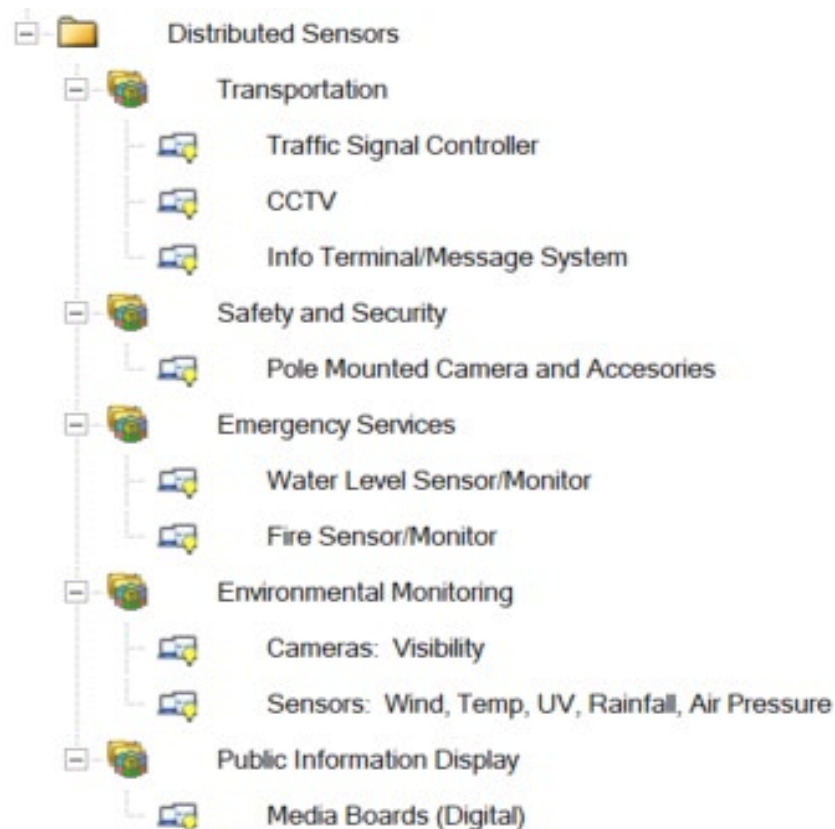 Distributed Sensors
Transportation
Traffic Signal Controller
CCTV
Info Terminal/Message System
Safety and Security
Pole Mounted Camera and Accesories
Emergency Services
Water Level Sensor/Monitor
Fire Sensor/Monitor
Environmental Monitoring
Cameras: Visibility
Sensors: Wind, Temp, UV, Rainfall, Air Pressure
Public Information Display
Media Boards (Digital)